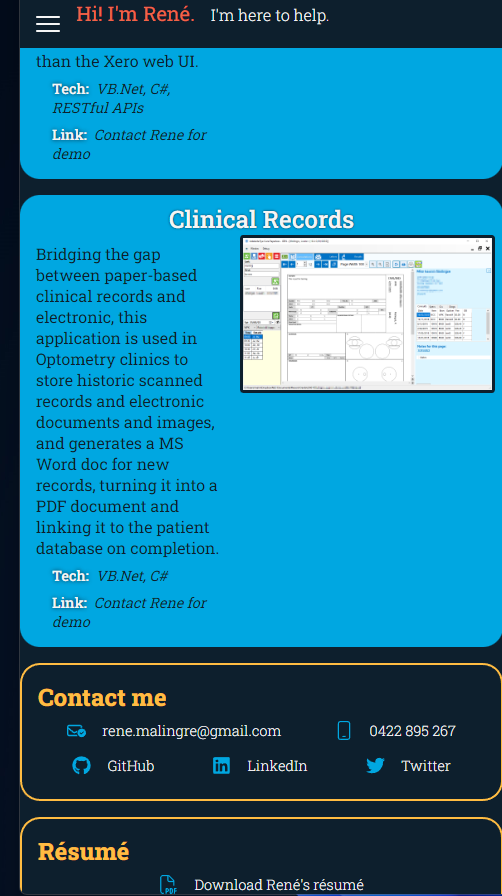 Hi! I'm René. I'm here to help.
than the Xero web UI.
Tech: VB.Net, C#,
RESTful APIs
Link: Contact Rene for
demo
Clinical Records
Bridging the gap
between paper-based
clinical records and
electronic, this
application is used in
Optometry clinics to
store historic scanned
records and electronic
documents and images,
and generates a MS
Word doc for new
records, turning it into a
PDF document and
linking it to the patient
database on completion.
Tech: VB.Net, C#
Link: Contact Rene for
demo
Contact me
rene.malingre@gmail.com 0422 895 267
GitHub LinkedIn Twitter
Résumé
PDF Download René's résumé